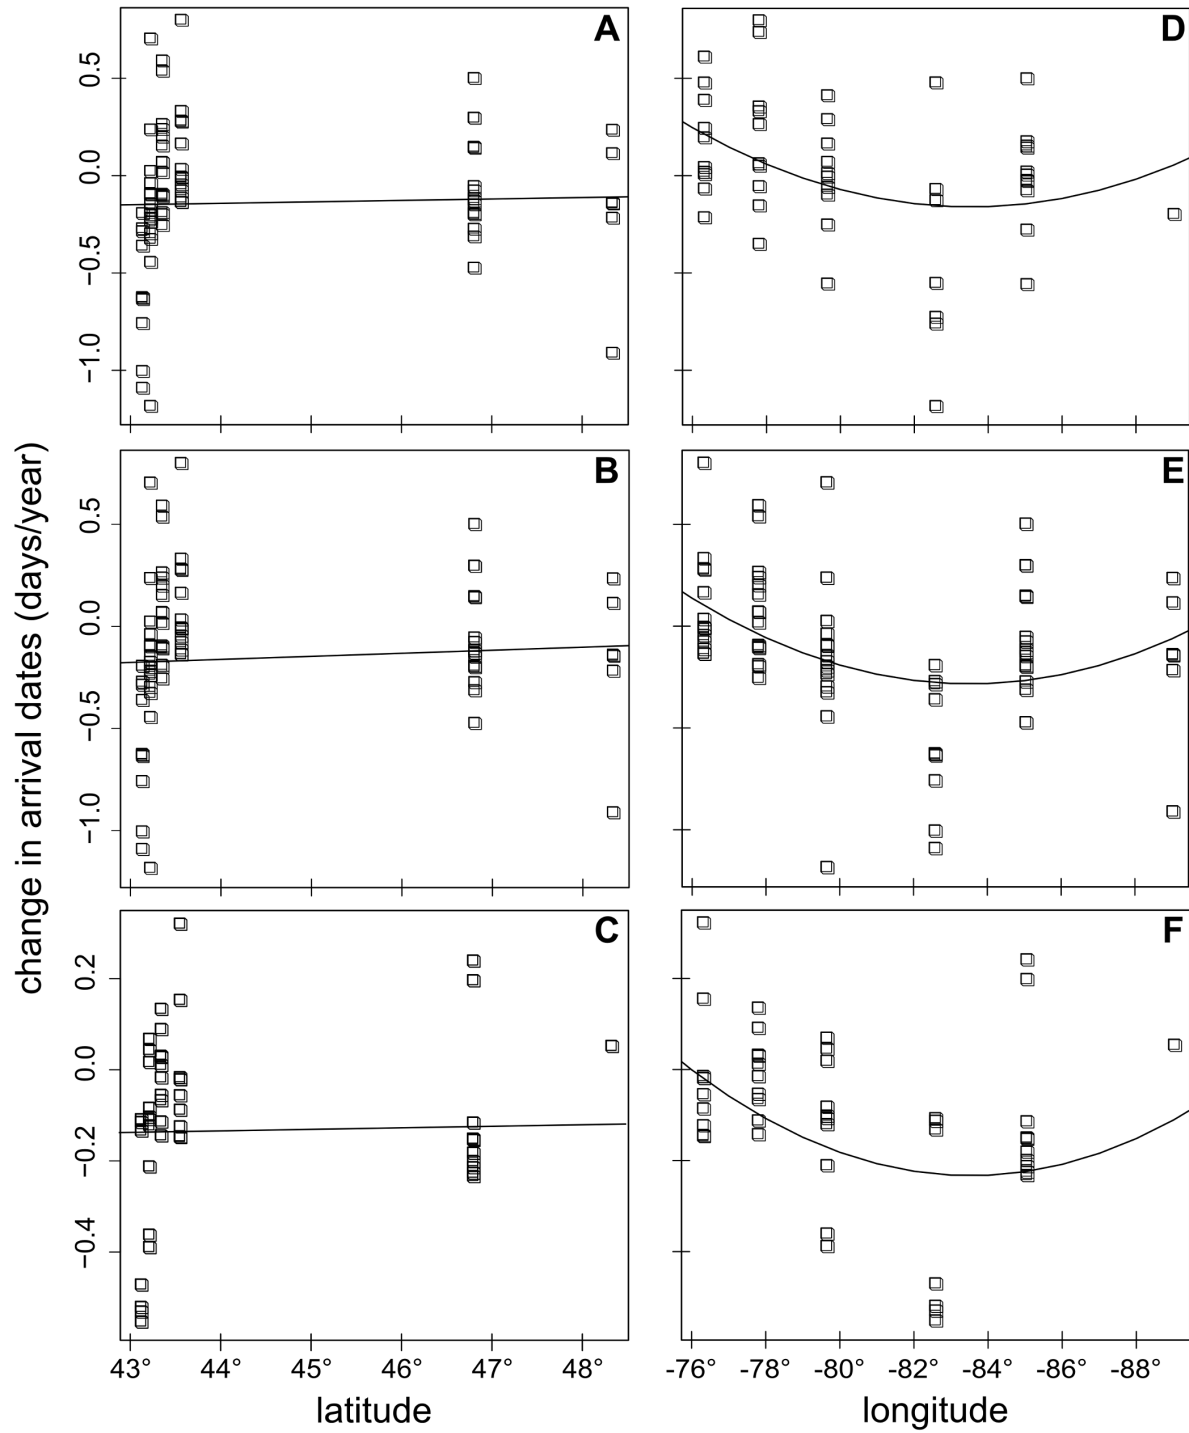 A
D
0.5
0.0
−0.5
−1.0
B
E
0.5
0.0
−0.5
−1.0
change in arrival dates (days/year)
C
F
0.2
0.0
−0.2
−0.4
43° 44° 45° 46° 47° 48°
-76° -78° -80° -82° -84° -86° -88°
latitude
longitude